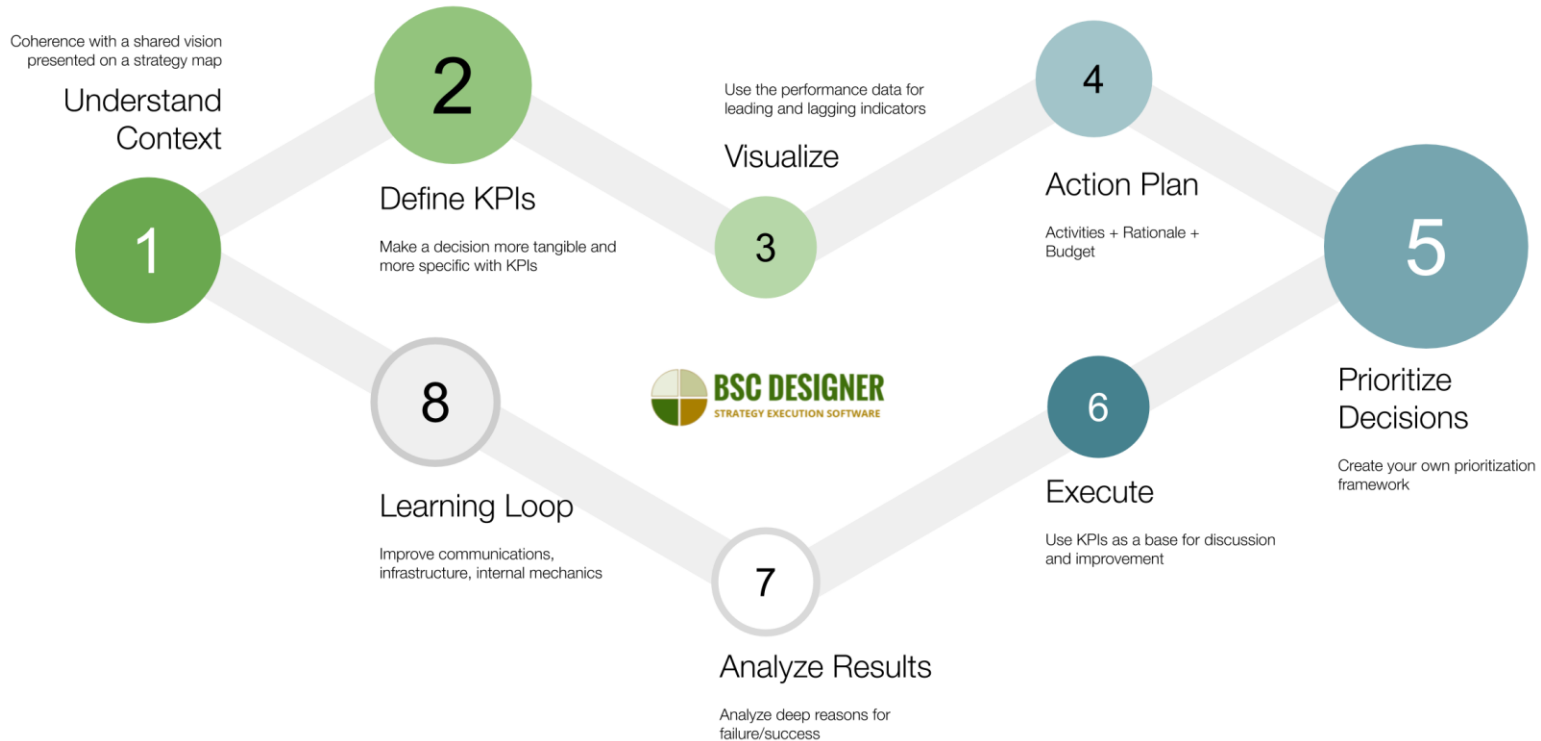 Coherence with a shared vision
presented on a strategy map
Understand
Context
1
2
Define KPIs
Make a decision more tangible and
more specific with KPIs
Use the performance data for
leading and lagging indicators
Visualize
3
4
Action Plan
Activities + Rationale +
Budget
5
Prioritize
Decisions
Create your own prioritization
framework
6
Execute
Use KPIs as a base for discussion
and improvement
7
Analyze Results
Analyze deep reasons for
failure/success
8
Learning Loop
Improve communications,
infrastructure, internal mechanics
BSC DESIGNER
STRATEGY EXECUTION SOFTWARE